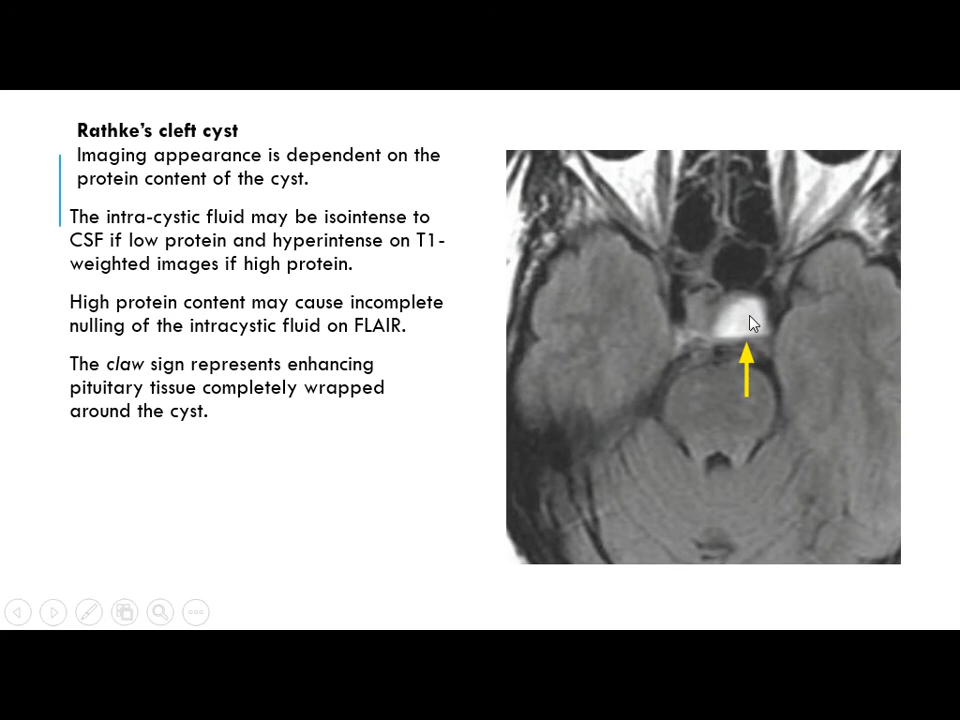 Rathke’s cleft cyst
Imaging appearance is dependent on the
protein content of the cyst.
The intra-cystic fluid may be isointense to
CSF if low protein and hyperintense on T1-
weighted images if high protein.
High protein content may cause incomplete
nulling of the intracystic fluid on FLAIR.
The claw sign represents enhancing
pituitary tissue completely wrapped
around the cyst.